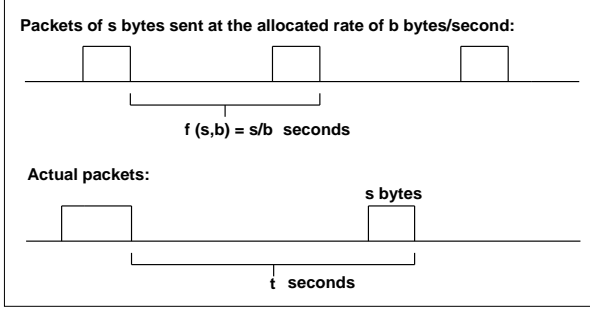 Packets of s bytes sent at the allocated rate of b bytes/second:
f (s,b) = s/b seconds
Actual packets:
s bytes
t seconds